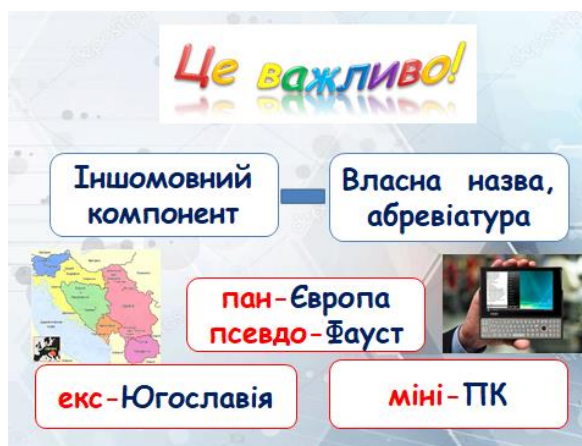 Це важливо!
Іншомовний
компонент
Власна назва,
абревіатура
пан-Європа
псевдо-Фауст
екс-Югославія
міні-ПК